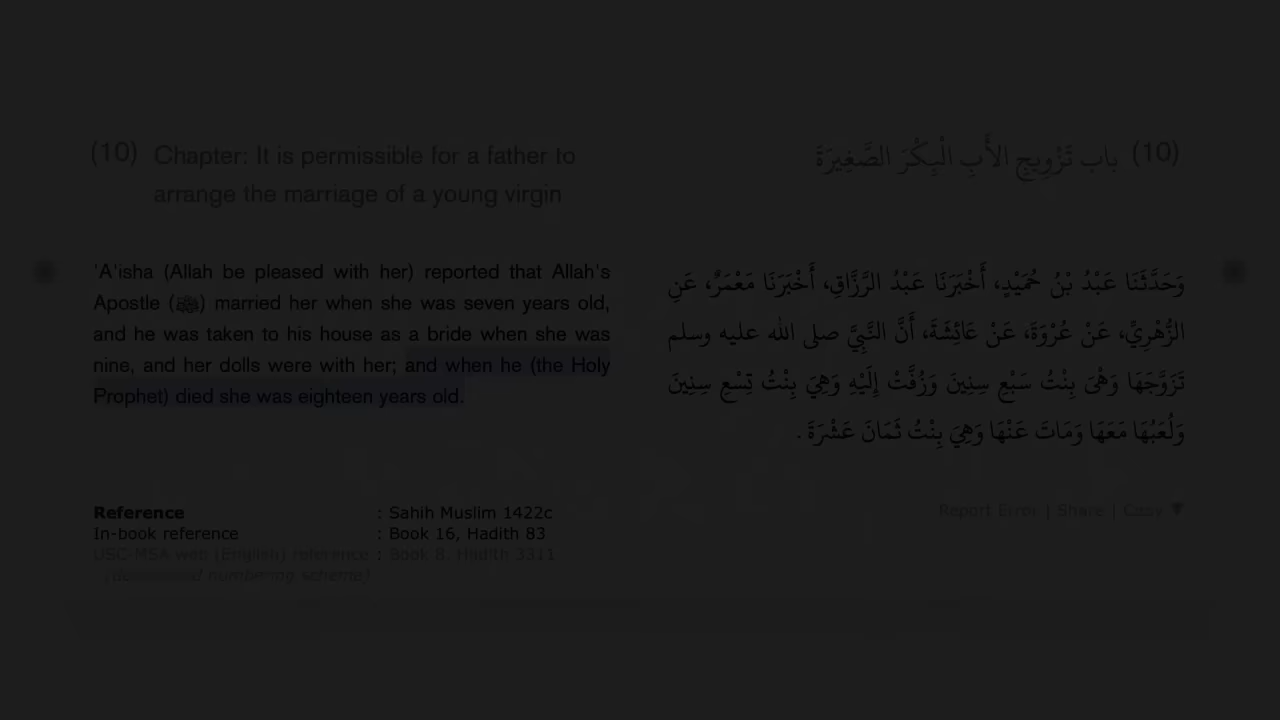 (10) Chapter: It is permissible for a father to
arrange the marriage of a young virgin
(10) باب تَزْوِيجِ الأَبِ الْبِكْرَ الصَّغِيرَةَ
'A'isha (Allah be pleased with her) reported that Allah's
Apostle (ﷺ) married her when she was seven years old,
and he was taken to his house as a bride when she was
nine, and her dolls were with her; and when he (the Holy
Prophet) died she was eighteen years old.
وَحَدَّثَنَا عَبْدُ بْنُ حُمَيْدٍ، أَخْبَرَنَا عَبْدُ الرَّزَّاقِ، أَخْبَرَنَا مَعْمَرٌ، عَنِ
الزُّهْرِيِّ، عَنْ عُرْوَةَ، عَنْ عَائِشَةَ، أَنَّ النَّبِيَّ صلى الله عليه وسلم
تَزَوَّجَهَا وَهْىَ بِنْتُ سَبْعِ سِنِينَ وَزُفَّتْ إِلَيْهِ وَهِيَ بِنْتُ تِسْعِ سِنِينَ
وَلُعَبُهَا مَعَهَا وَمَاتَ عَنْهَا وَهِيَ بِنْتُ ثَمَانَ عَشْرَةَ .
Reference : Sahih Muslim 1422c
In-book reference : Book 16, Hadith 83
USC-MSA web (English) reference : Book 8, Hadith 3311
(deprecated numbering scheme)
Report Error | Share | Copy ▼